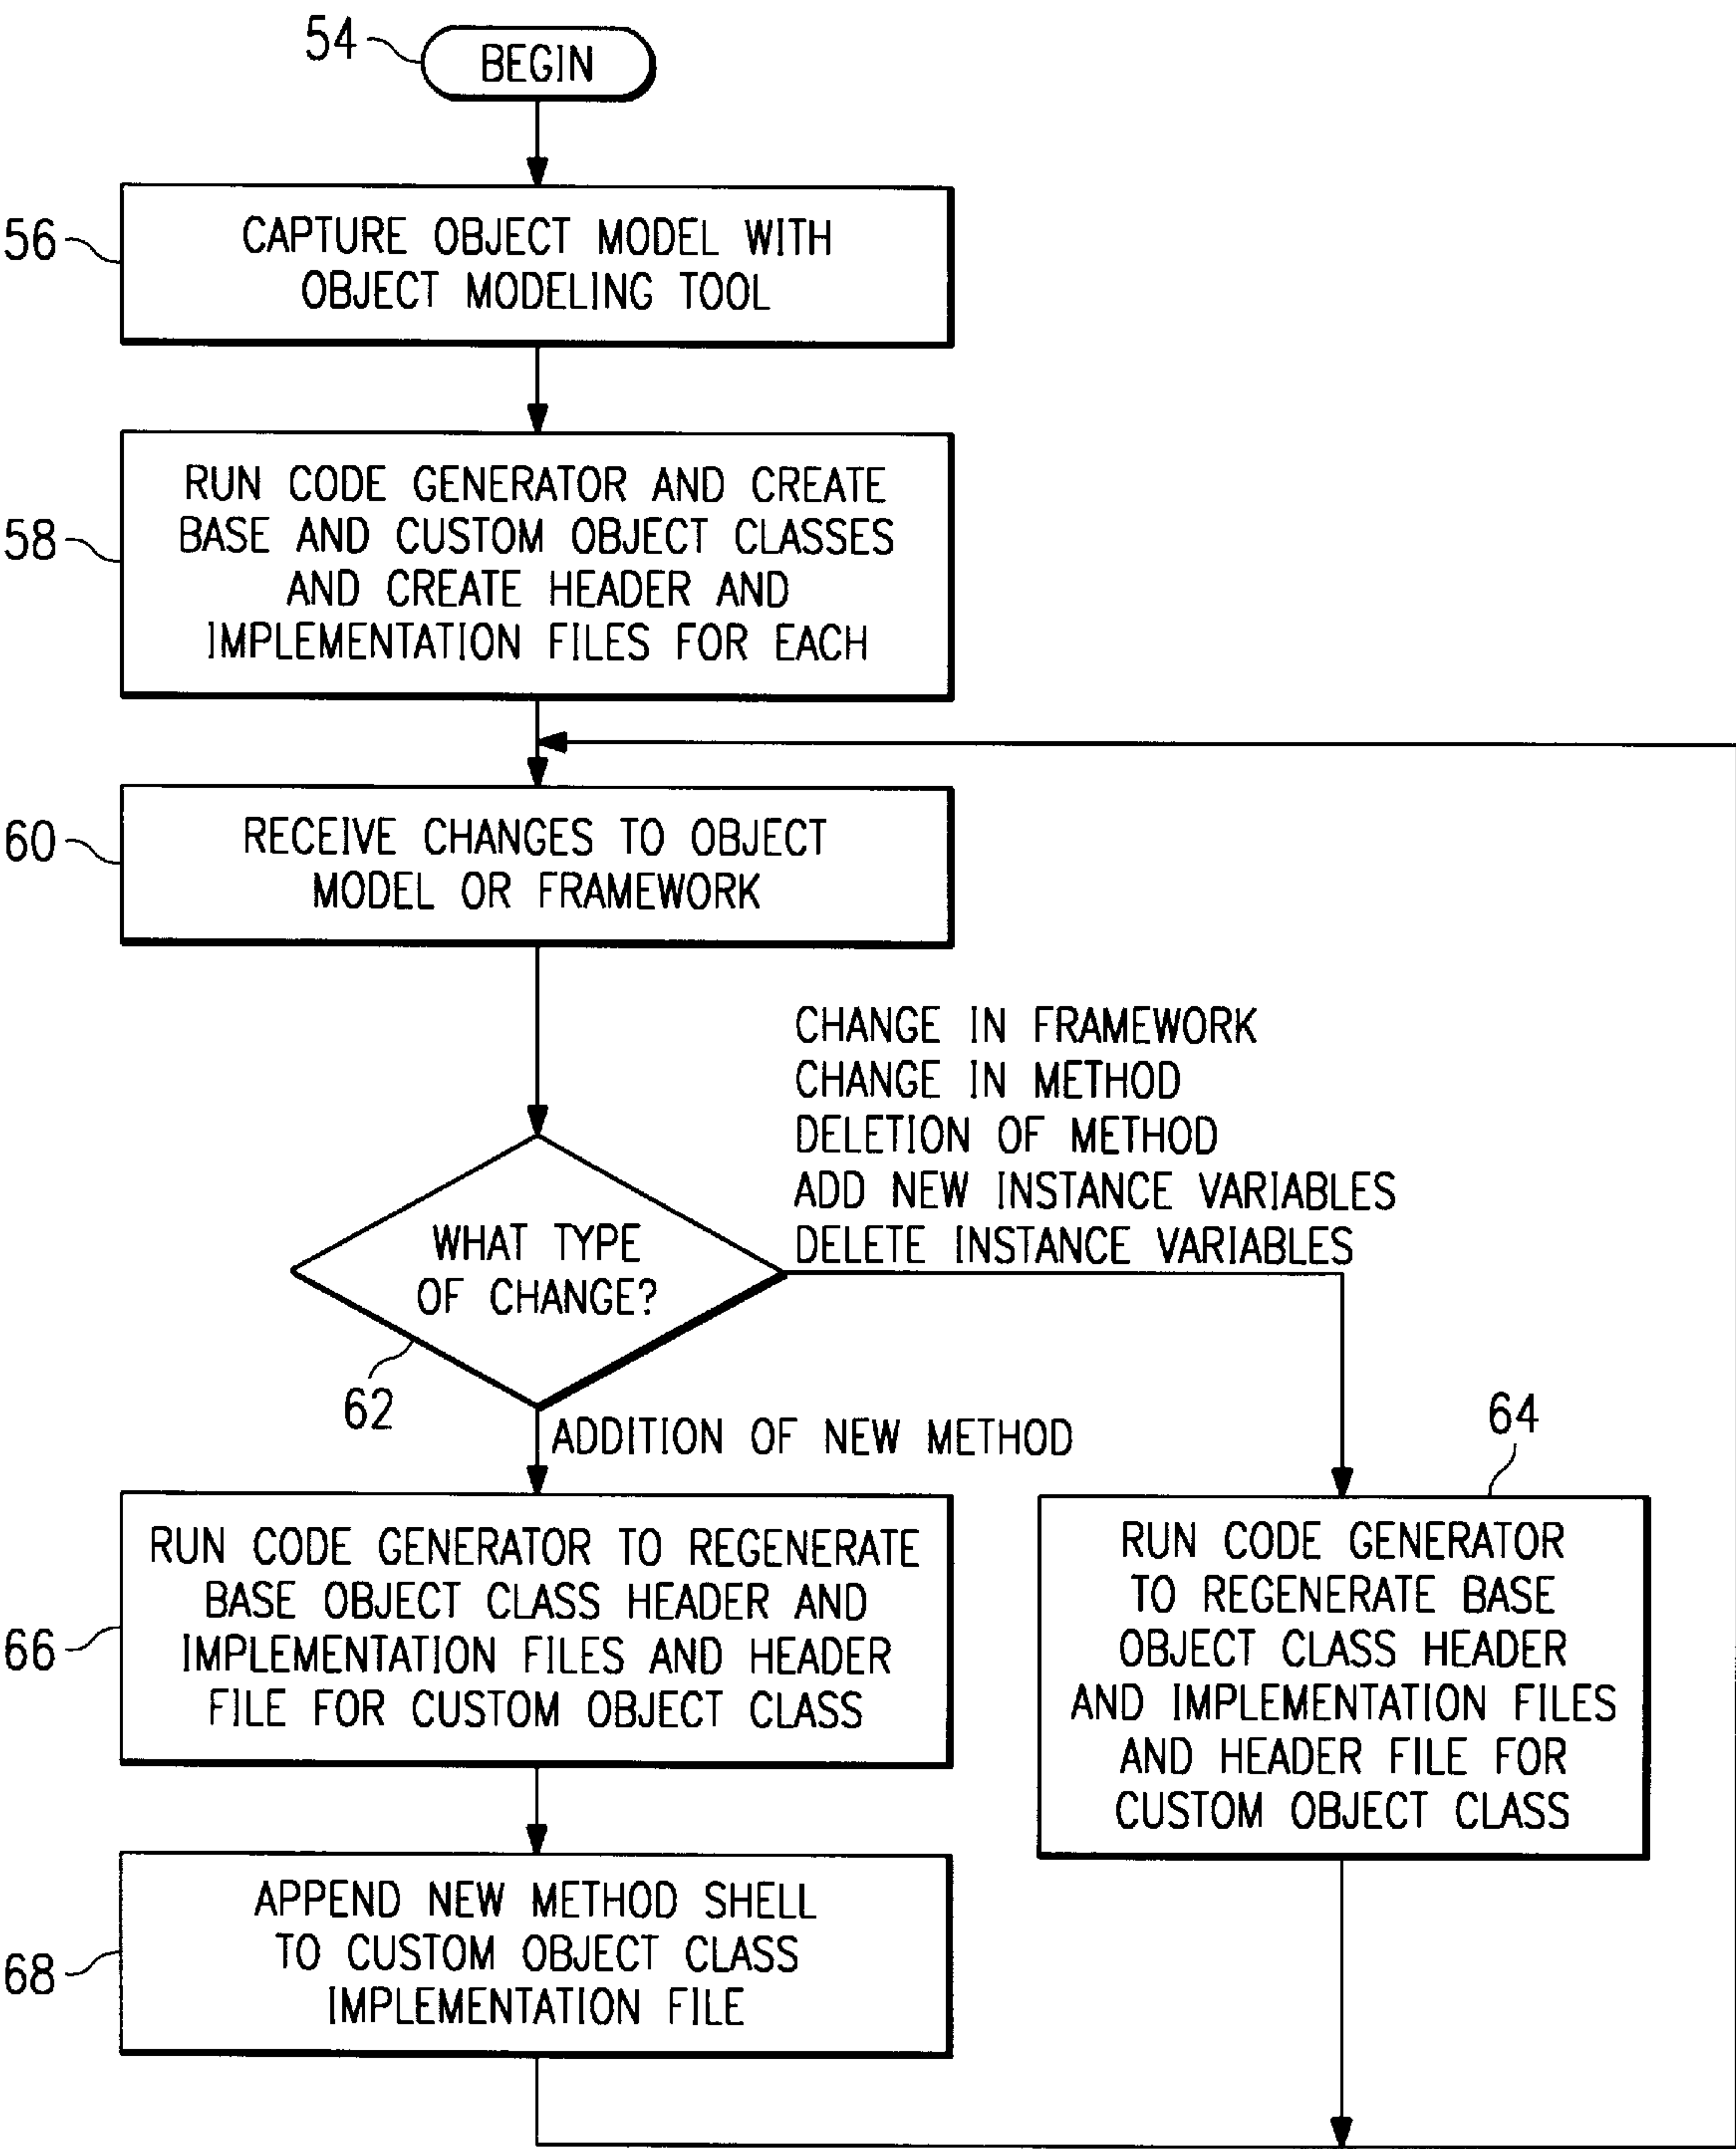 54
BEGIN
56
CAPTURE OBJECT MODEL WITH
OBJECT MODELING TOOL
58
RUN CODE GENERATOR AND CREATE
BASE AND CUSTOM OBJECT CLASSES
AND CREATE HEADER AND
IMPLEMENTATION FILES FOR EACH
60
RECEIVE CHANGES TO OBJECT
MODEL OR FRAMEWORK
CHANGE IN FRAMEWORK
CHANGE IN METHOD
DELETION OF METHOD
ADD NEW INSTANCE VARIABLES
DELETE INSTANCE VARIABLES
WHAT TYPE
OF CHANGE?
62
ADDITION OF NEW METHOD
64
RUN CODE GENERATOR
TO REGENERATE BASE
OBJECT CLASS HEADER
AND IMPLEMENTATION FILES
AND HEADER FILE FOR
CUSTOM OBJECT CLASS
66
RUN CODE GENERATOR TO REGENERATE
BASE OBJECT CLASS HEADER AND
IMPLEMENTATION FILES AND HEADER
FILE FOR CUSTOM OBJECT CLASS
68
APPEND NEW METHOD SHELL
TO CUSTOM OBJECT CLASS
IMPLEMENTATION FILE